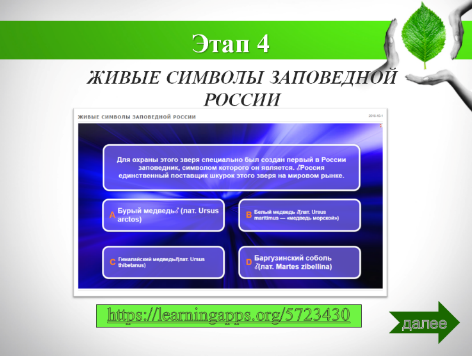 Этап 4
ЖИВЫЕ СИМВОЛЫ ЗАПОВЕДНОЙ
РОССИИ
ЖИВЫЕ СИМВОЛЫ ЗАПОВЕДНОЙ РОССИИ
Для охраны этого зверя специально был создан первый в России
заповедник, символом которого он является. Россия
единственный поставщик шкурок этого зверя на мировом рынке.
A Бурый медведь (лат. Ursus
arctos)
B Белый медведь (лат. Ursus
maritimus — «медведь морской»)
C Гималайский медведь (лат. Ursus
thibetanus)
D Баргузинский соболь
(лат. Martes zibellina)
https://learningapps.org/5723430
далее